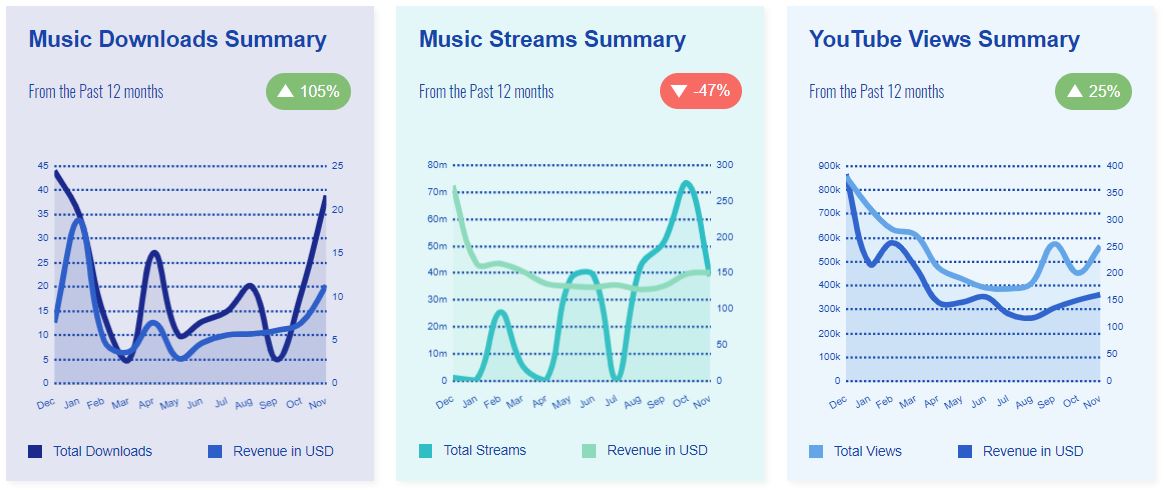 Music Downloads Summary
From the Past 12 months
105%
45
40
35
30
25
20
15
10
5
0
25
20
15
10
5
0
Dec Jan Feb Mar Apr May Jun Jul Aug Sep Oct Nov
Total Downloads Revenue in USD
Music Streams Summary
From the Past 12 months
-47%
80m
70m
60m
50m
40m
30m
20m
10m
0
300
250
200
150
100
50
0
Dec Jan Feb Mar Apr May Jun Jul Aug Sep Oct Nov
Total Streams Revenue in USD
YouTube Views Summary
From the Past 12 months
25%
900k
800k
700k
600k
500k
400k
300k
200k
100k
0
400
350
300
250
200
150
100
50
0
Dec Jan Feb Mar Apr May Jun Jul Aug Sep Oct Nov
Total Views Revenue in USD